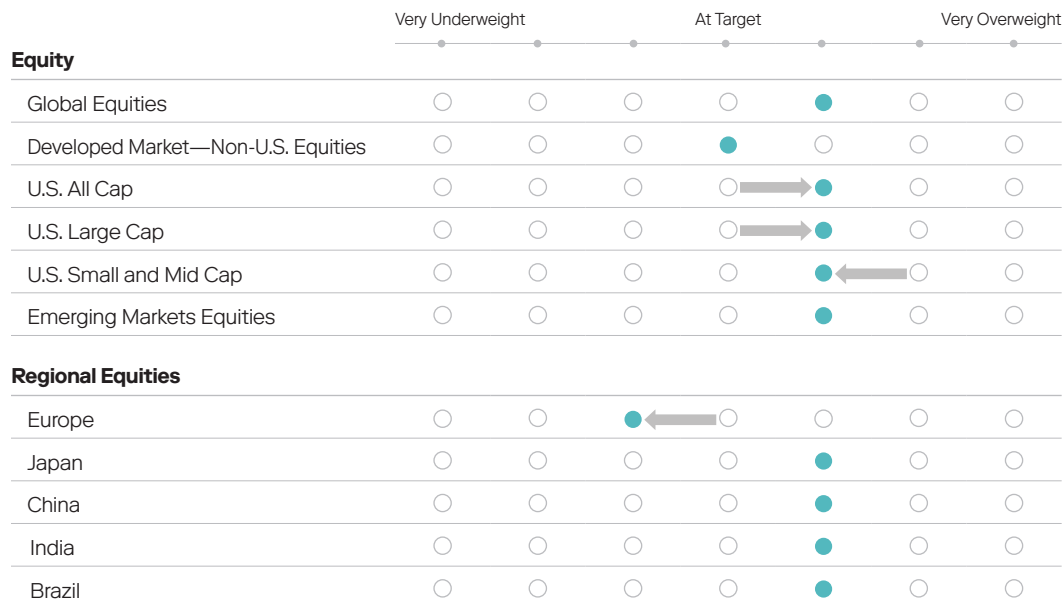 Very Underweight At Target Very Overweight
Equity
Global Equities
Developed Market—Non-U.S. Equities
U.S. All Cap
U.S. Large Cap
U.S. Small and Mid Cap
Emerging Markets Equities
Regional Equities
Europe
Japan
China
India
Brazil